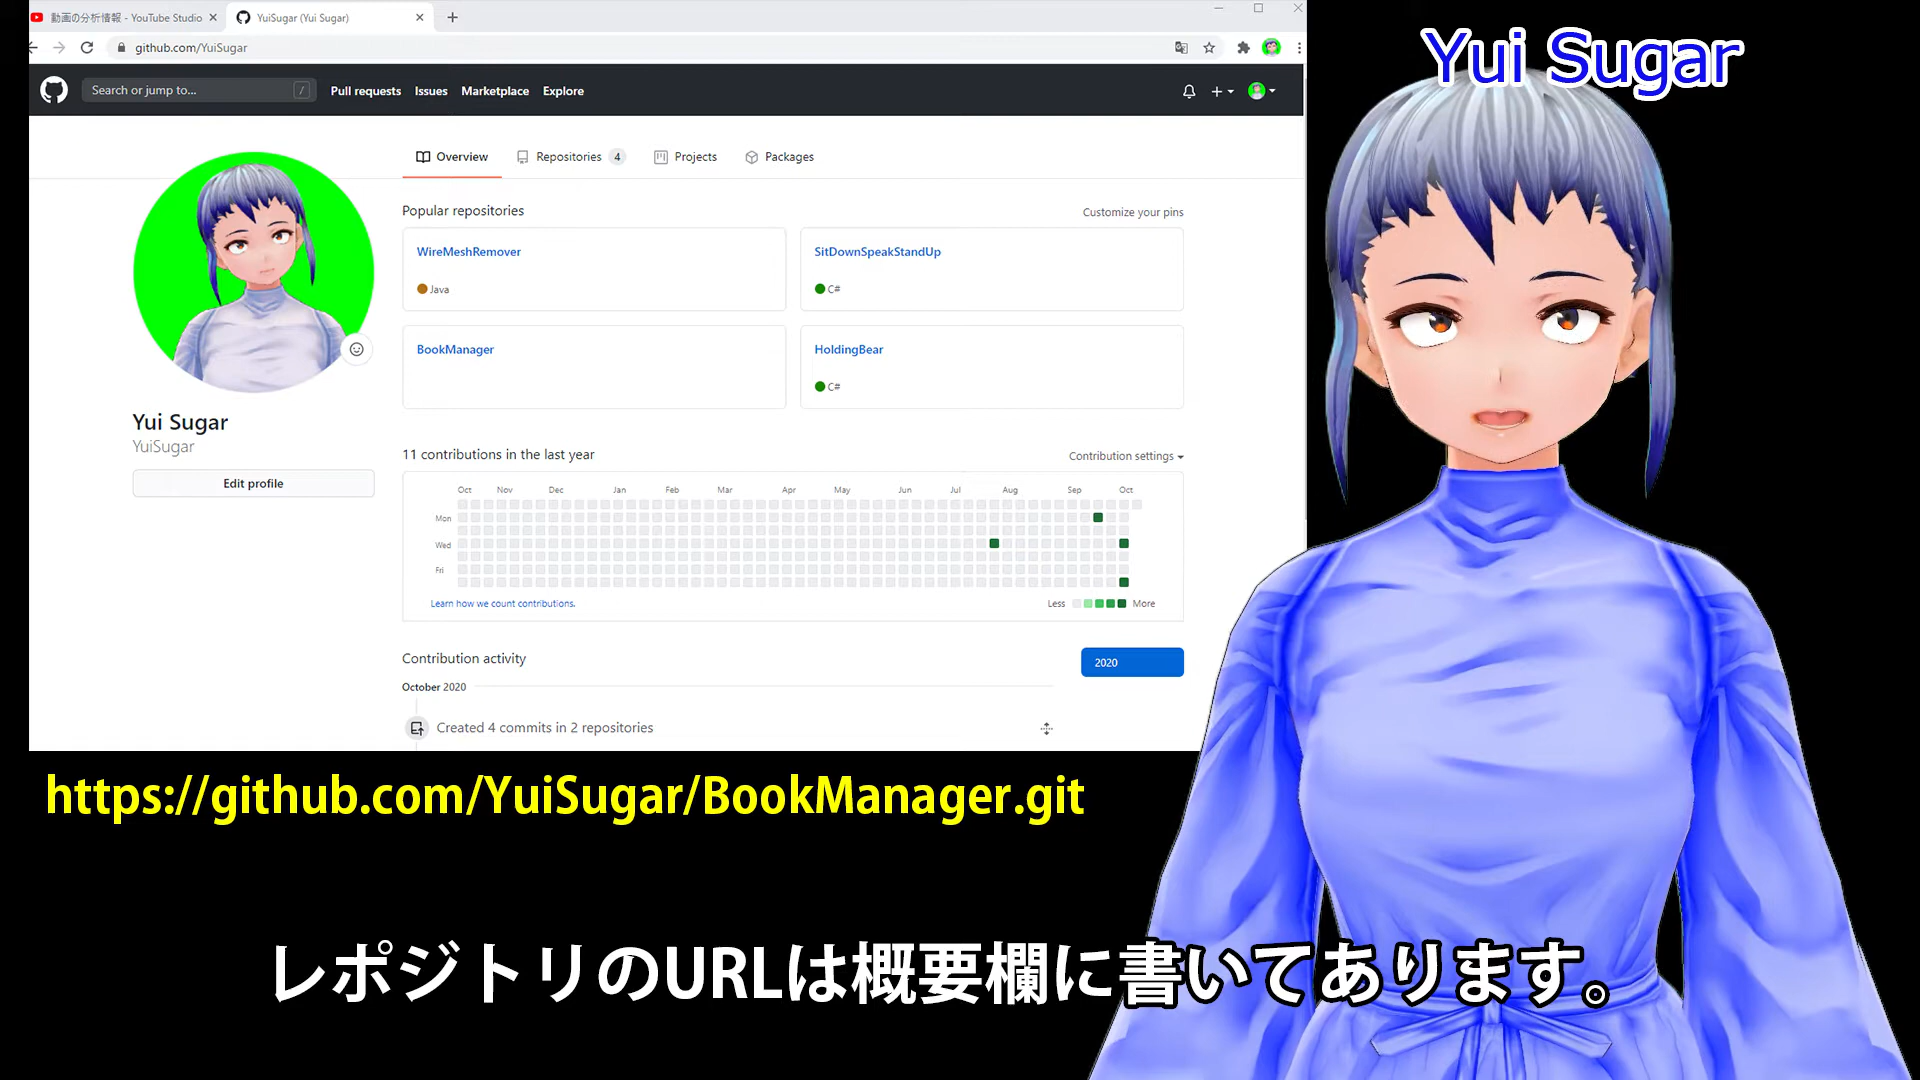 動画の分析情報 - YouTube Studio
YuiSugar (Yui Sugar)
github.com/YuiSugar
Search or jump to...
/
Pull requests
Issues
Marketplace
Explore
Yui Sugar
Overview
Repositories 4
Projects
Packages
Popular repositories
Customize your pins
WireMeshRemover
Java
SitDownSpeakStandUp
C#
BookManager
HoldingBear
C#
Yui Sugar
YuiSugar
Edit profile
11 contributions in the last year
Contribution settings
Oct Nov Dec Jan Feb Mar Apr May Jun Jul Aug Sep Oct
Mon
Wed
Fri
Learn how we count contributions.
Less
More
Contribution activity
2020
October 2020
Created 4 commits in 2 repositories
https://github.com/YuiSugar/BookManager.git
レポジトリのURLは概要欄に書いてあります。